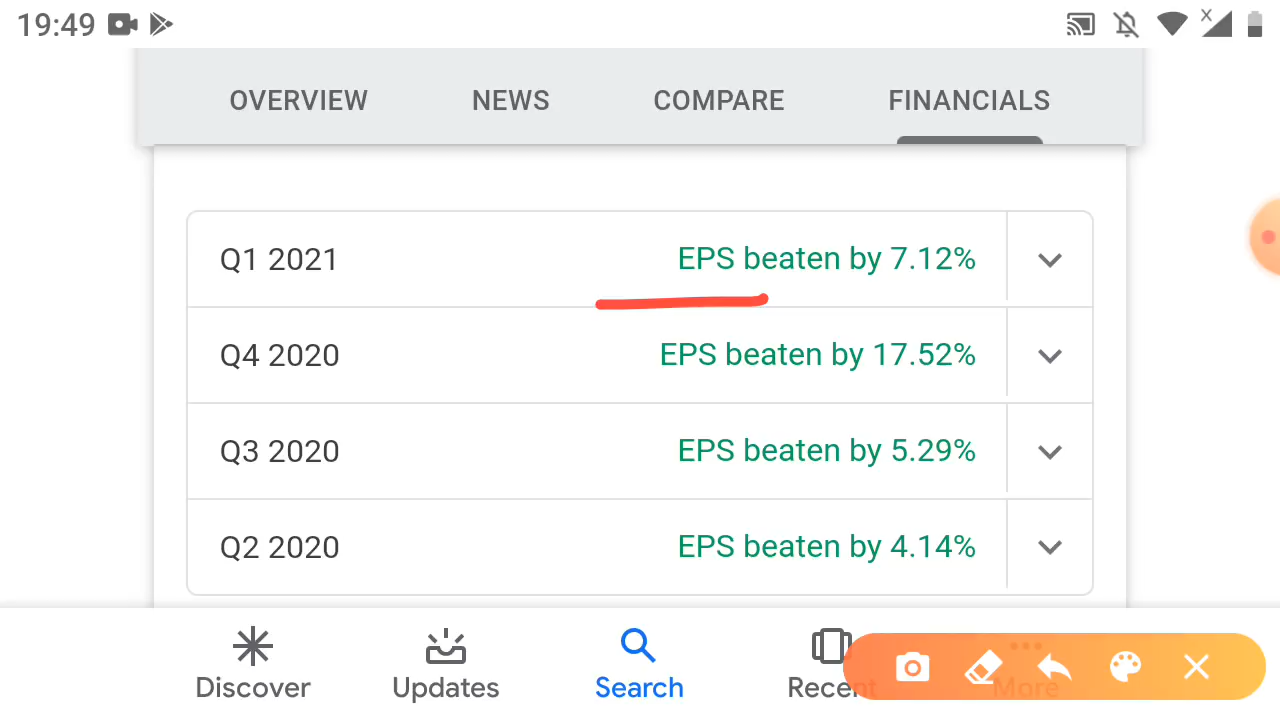 19:49
OVERVIEW NEWS COMPARE FINANCIALS
Q1 2021 EPS beaten by 7.12%
Q4 2020 EPS beaten by 17.52%
Q3 2020 EPS beaten by 5.29%
Q2 2020 EPS beaten by 4.14%
Discover Updates Search Recent More